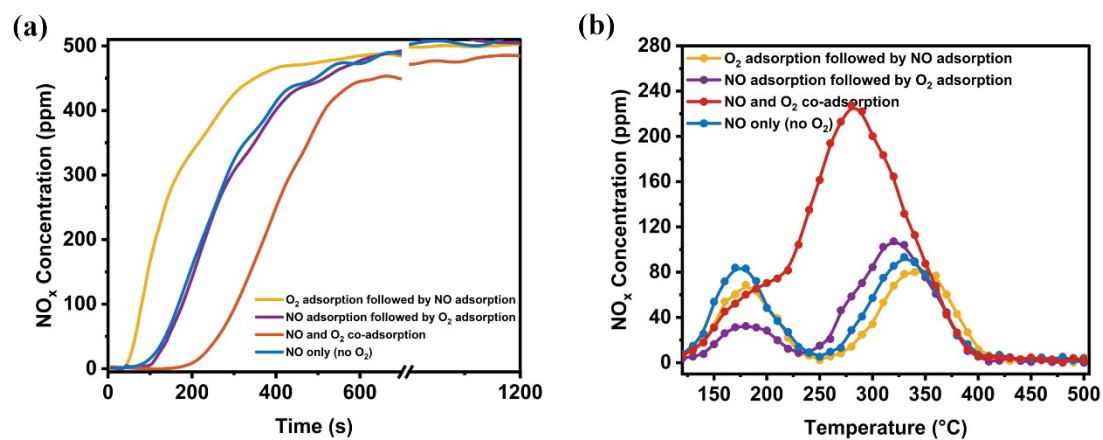 (a)
500
400
300
200
100
0
NOx Concentration (ppm)
O2 adsorption followed by NO adsorption
NO adsorption followed by O2 adsorption
NO and O2 co-adsorption
NO only (no O2)
0 200 400 600 1200
Time (s)
(b)
280
240
200
160
120
80
40
0
NOx Concentration (ppm)
O2 adsorption followed by NO adsorption
NO adsorption followed by O2 adsorption
NO and O2 co-adsorption
NO only (no O2)
150 200 250 300 350 400 450 500
Temperature (°C)